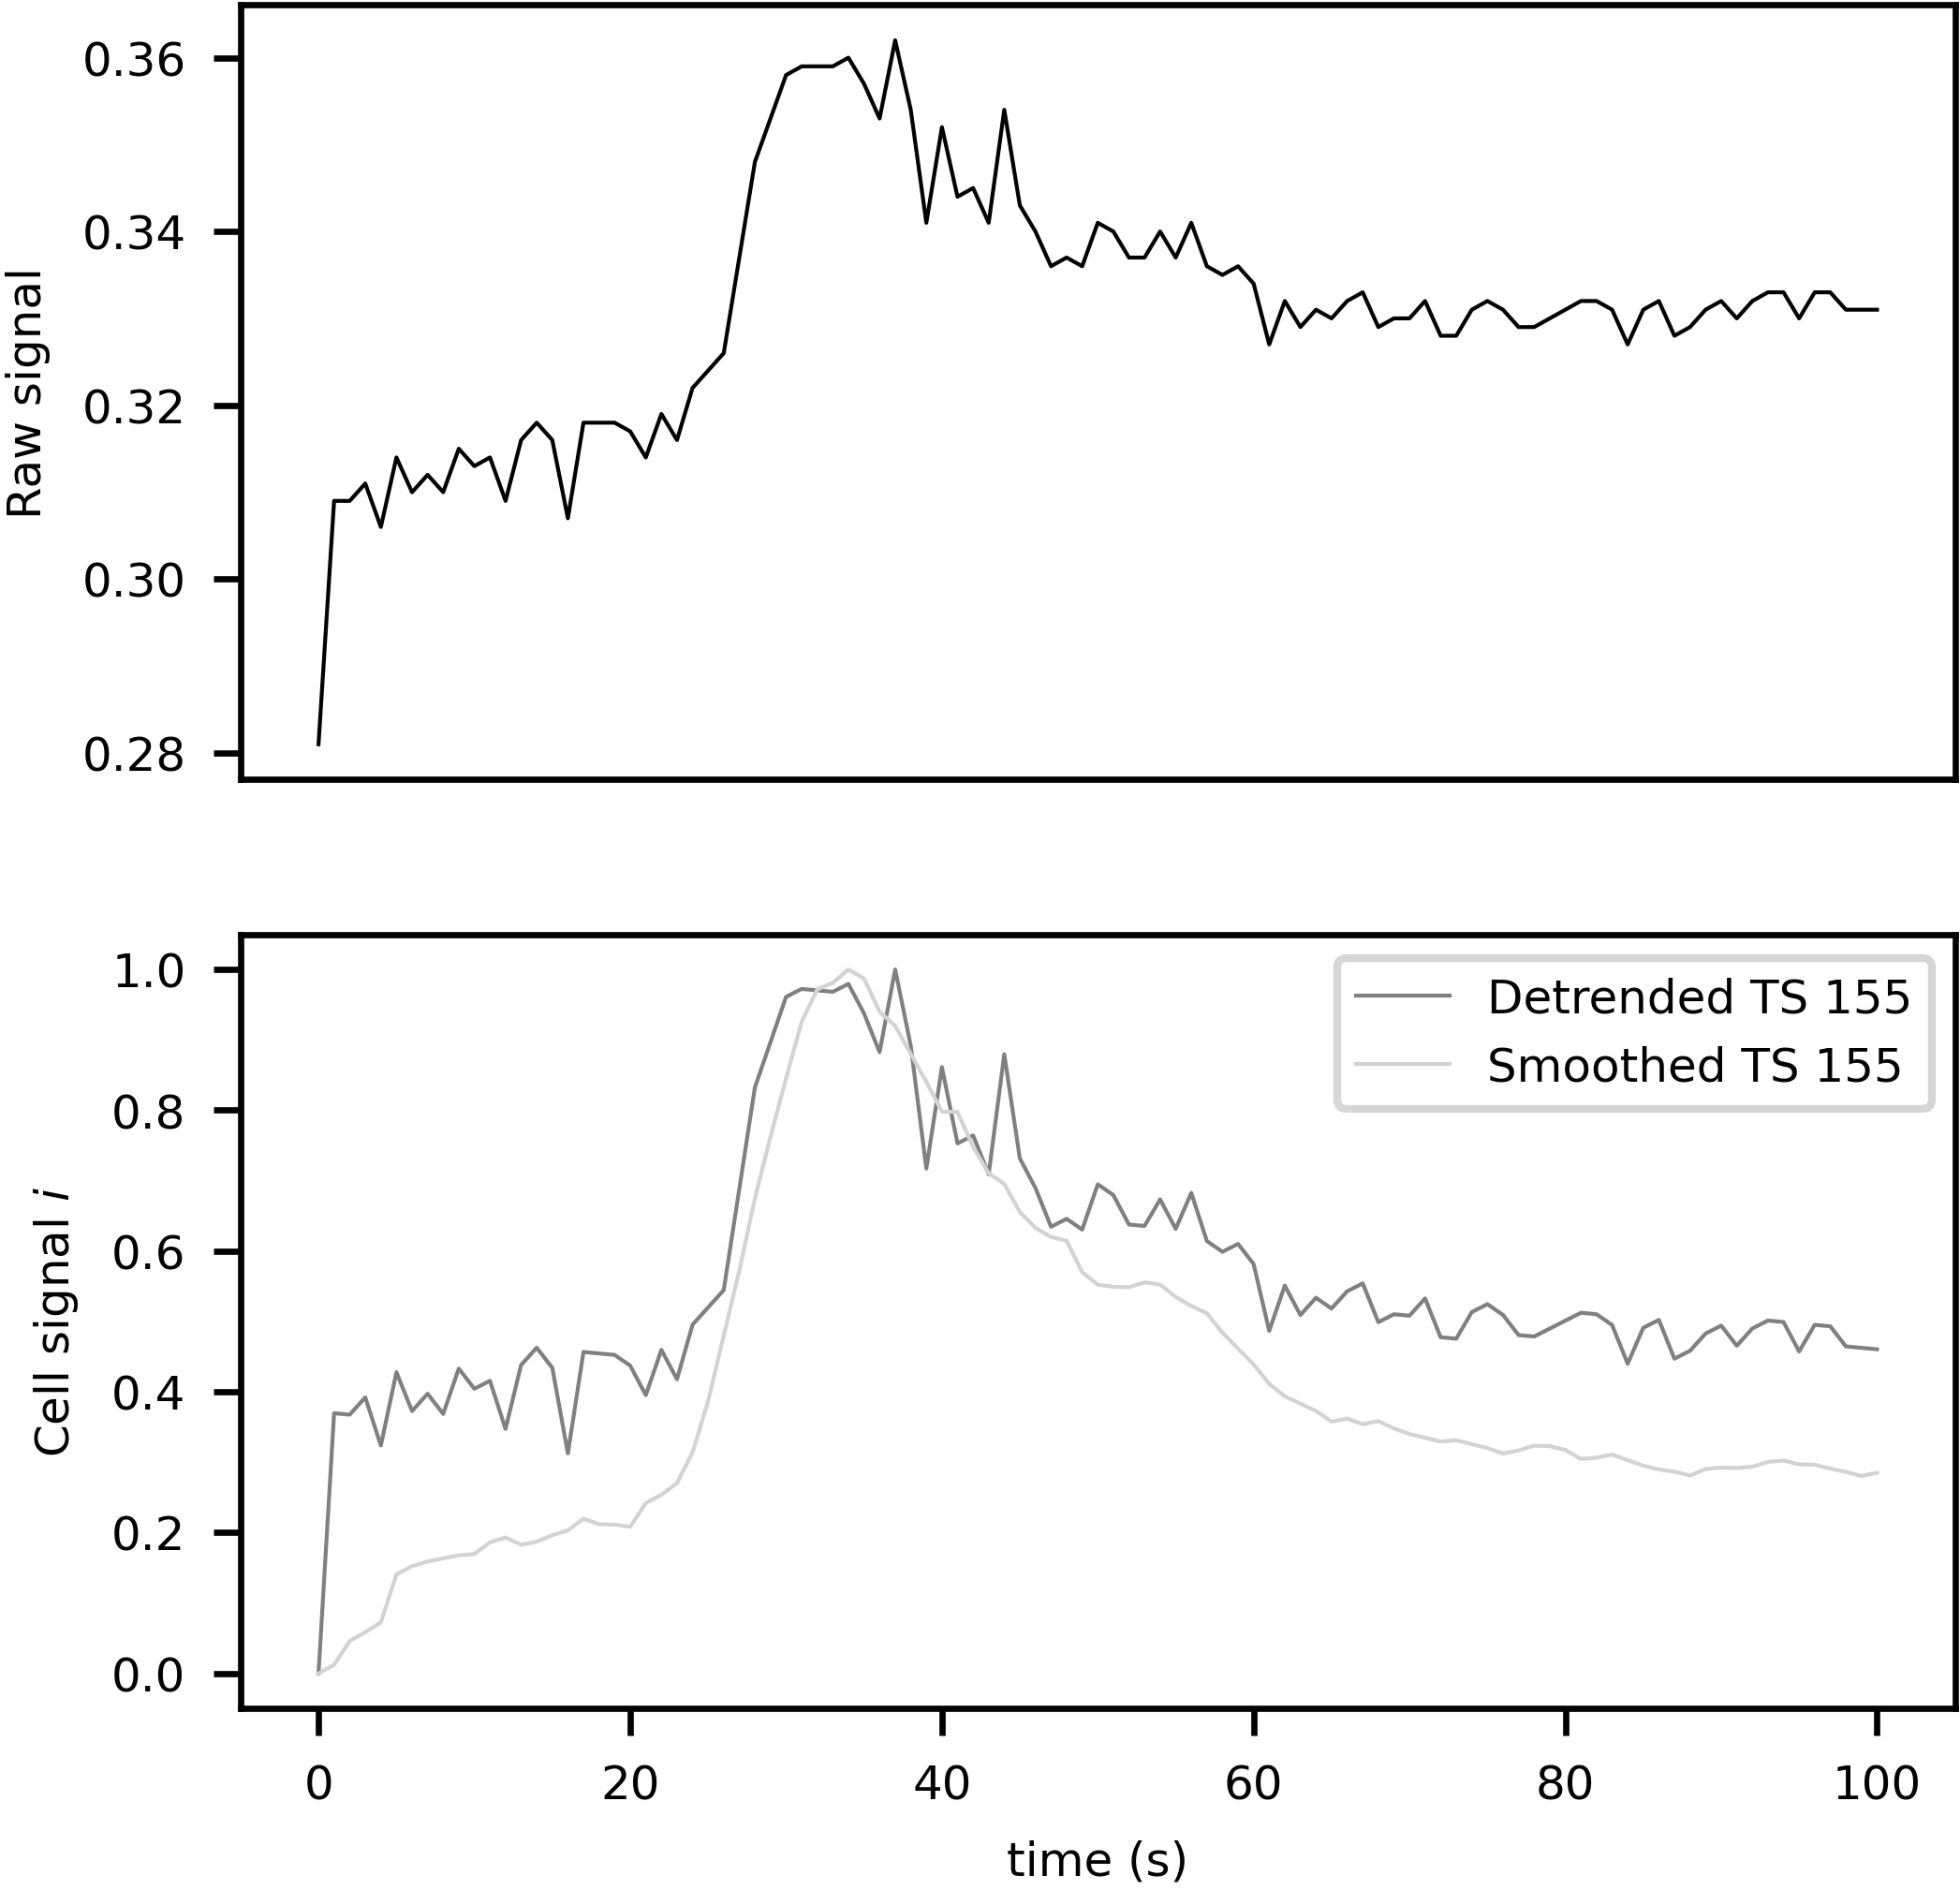 Raw signal
0.36
0.34
0.32
0.30
0.28
Cell signal i
1.0
0.8
0.6
0.4
0.2
0.0
Detrended TS 155
Smoothed TS 155
0 20 40 60 80 100
time (s)